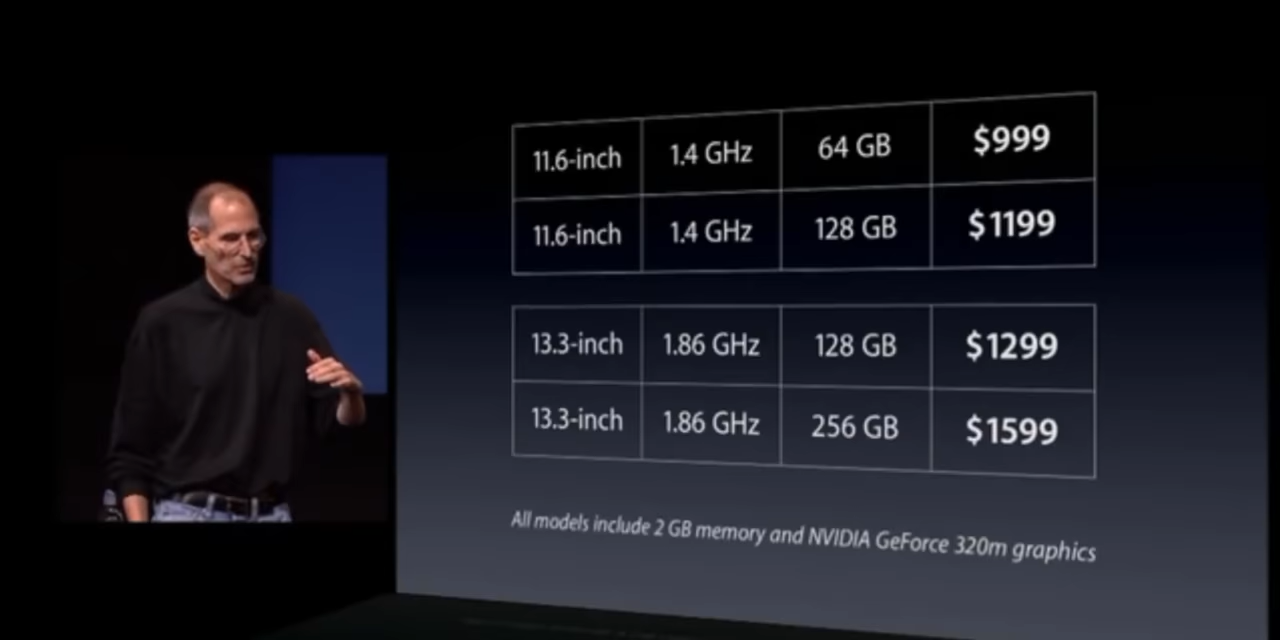 11.6-inch 1.4 GHz 64 GB $999
11.6-inch 1.4 GHz 128 GB $1199
13.3-inch 1.86 GHz 128 GB $1299
13.3-inch 1.86 GHz 256 GB $1599
All models include 2 GB memory and NVIDIA GeForce 320m graphics